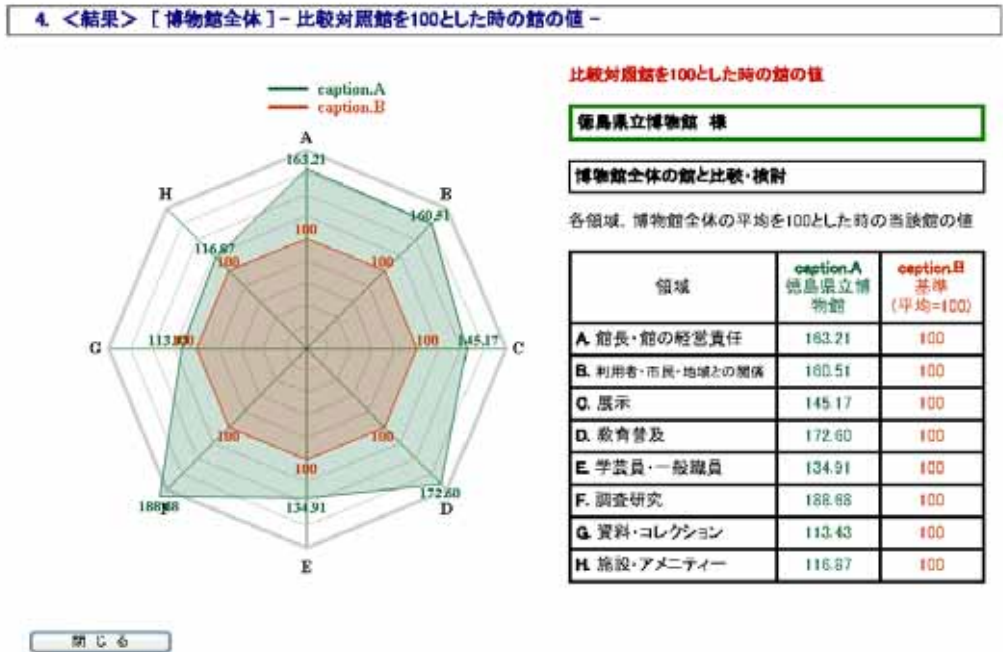 4. <結果> [ 博物館全体 ] - 比較対照館を100とした時の館の値 -
caption.A
caption.B
A
163.21
H
B
160.51
100
116.87
100
100
G
113.43
100
100
145.17
C
100
100
100
188.68
F
134.91
172.60
D
E
比較対照館を100とした時の館の値
徳島県立博物館 様
博物館全体の館と比較・検討
各領域、博物館全体の平均を100とした時の当該館の値
領域
caption.A
徳島県立博
物館
caption.B
基準
(平均=100)
A. 館長・館の経営責任 163.21 100
B. 利用者・市民・地域との関係 160.51 100
C. 展示 145.17 100
D. 教育普及 172.60 100
E. 学芸員・一般職員 134.91 100
F. 調査研究 188.68 100
G. 資料・コレクション 113.43 100
H. 施設・アメニティー 116.87 100
閉じる